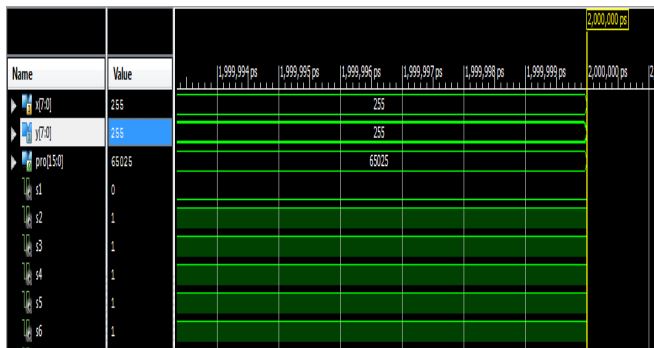 2,000,000 ps
Name Value 1,999,994 ps 1,999,995 ps 1,999,996 ps 1,999,997 ps 1,999,998 ps 1,999,999 ps 2,000,000 ps 2
x[7:0] 255 255
y[7:0] 255 255
pro[15:0] 65025 65025
s1 0
s2 1
s3 1
s4 1
s5 1
s6 1